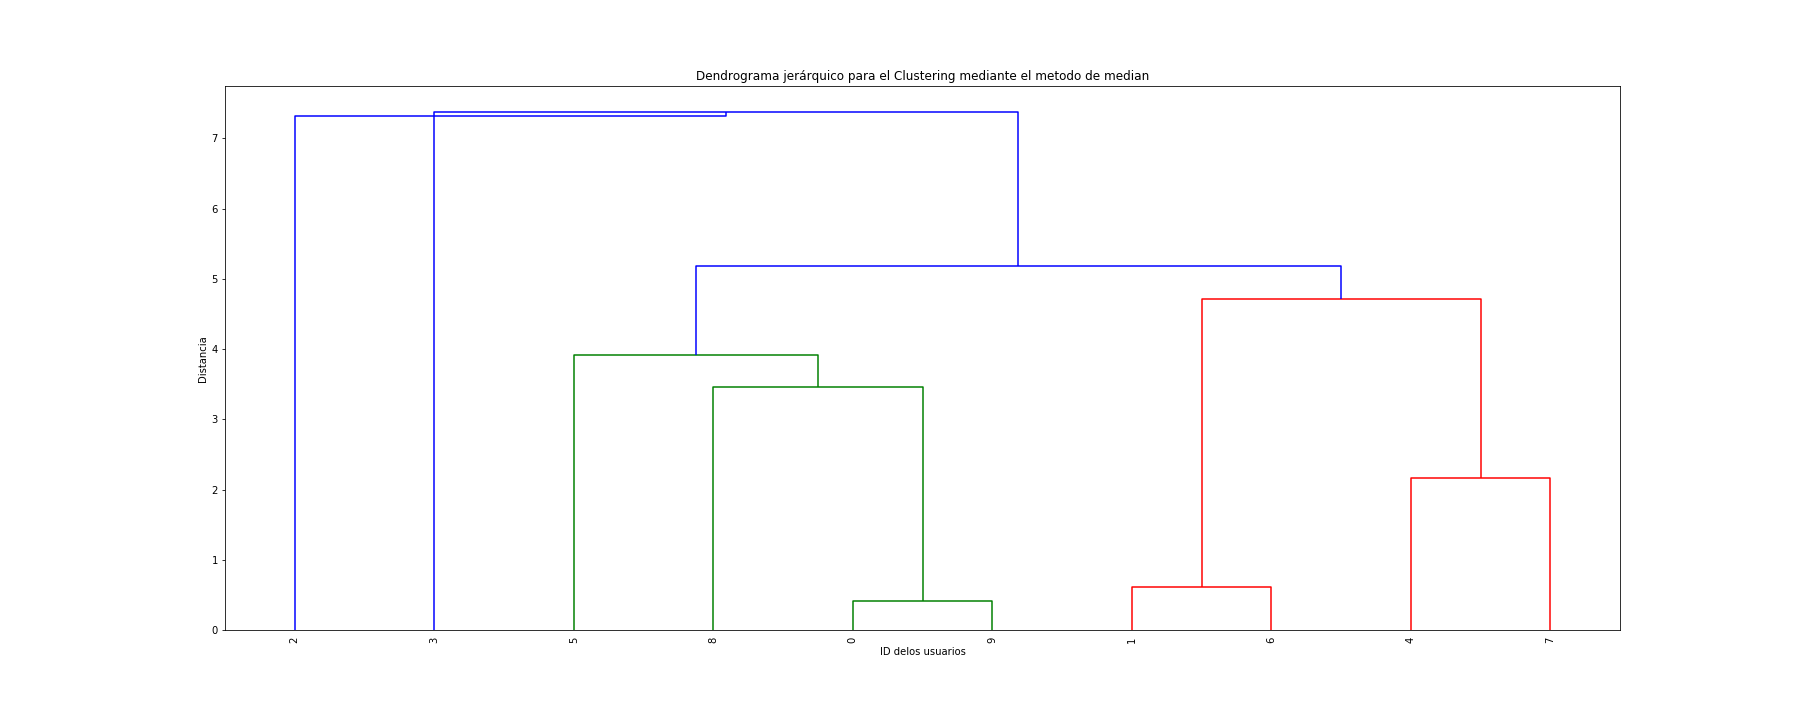 Dendrograma jerárquico para el Clustering mediante el metodo de median
7
6
5
4
3
2
1
0
Distancia
2 3 5 8 0 9 1 6 4 7
ID delos usuarios